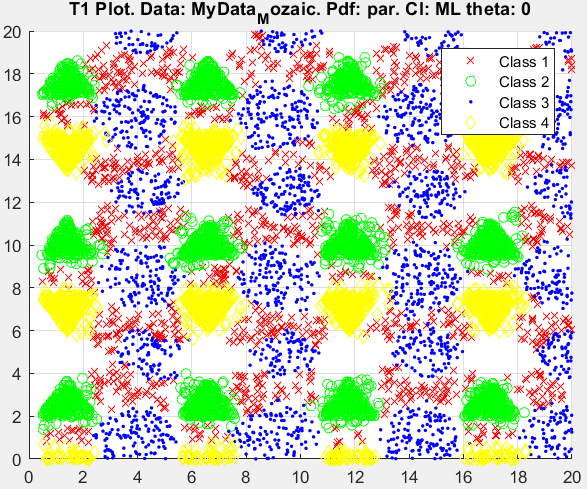 T1 Plot. Data: MyData_Mozaic. Pdf: par. Cl: ML theta: 0
20
18
16
14
12
10
8
6
4
2
0
Class 1
Class 2
Class 3
Class 4
0 2 4 6 8 10 12 14 16 18 20